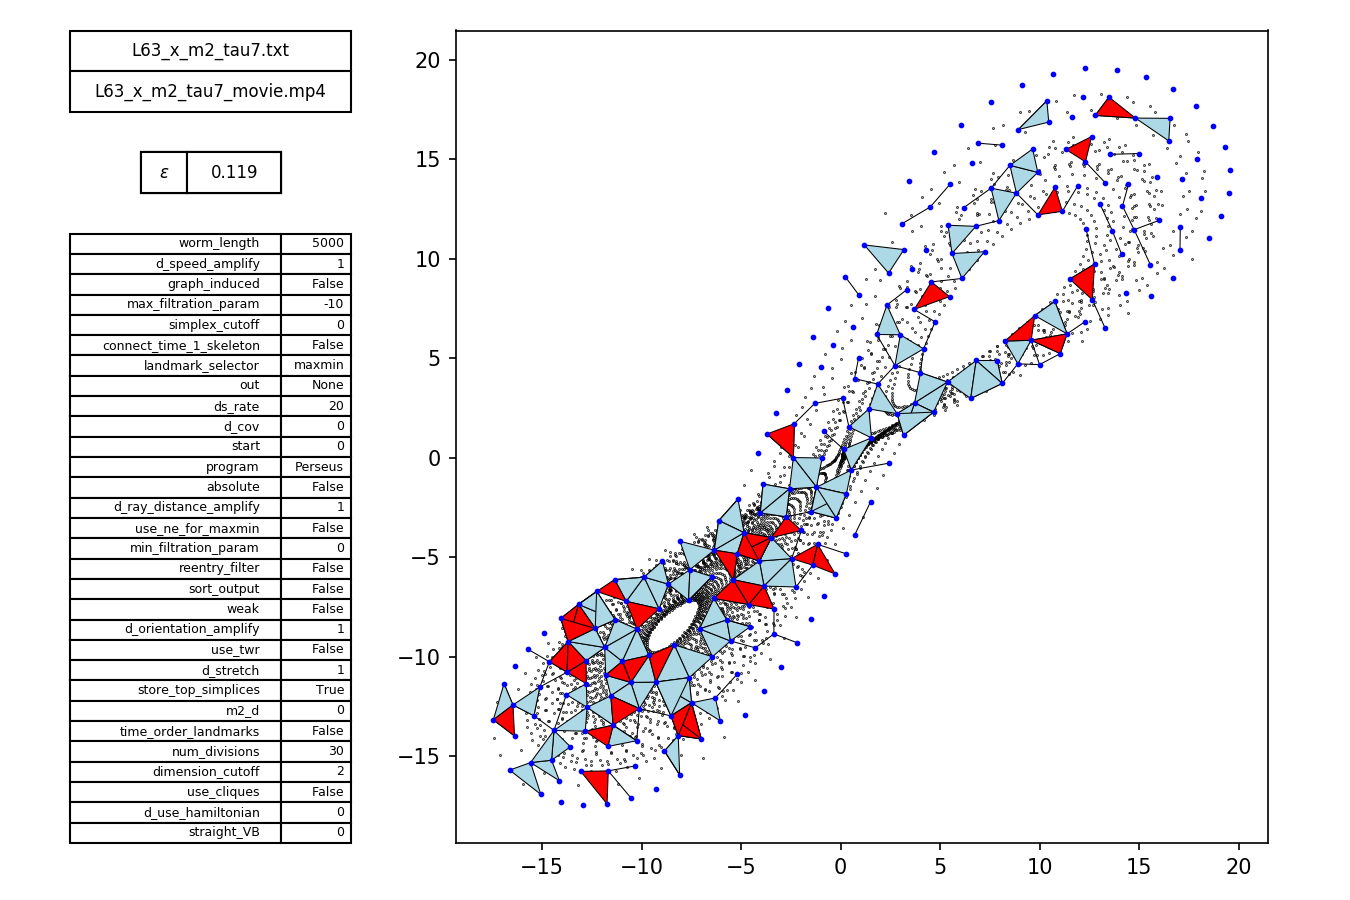 L63_x_m2_tau7.txt
L63_x_m2_tau7_movie.mp4
ε 0.119
worm_length 5000
d_speed_amplify 1
graph_induced False
max_filtration_param -10
simplex_cutoff 0
connect_time_1_skeleton False
landmark_selector maxmin
out None
ds_rate 20
d_cov 0
start 0
program Perseus
absolute False
d_ray_distance_amplify 1
use_ne_for_maxmin False
min_filtration_param 0
reentry_filter False
sort_output False
weak False
d_orientation_amplify 1
use_twr False
d_stretch 1
store_top_simplices True
m2_d 0
time_order_landmarks False
num_divisions 30
dimension_cutoff 2
use_cliques False
d_use_hamiltonian 0
straight_VB 0
20
15
10
5
0
−5
−10
−15
−15 −10 −5 0 5 10 15 20